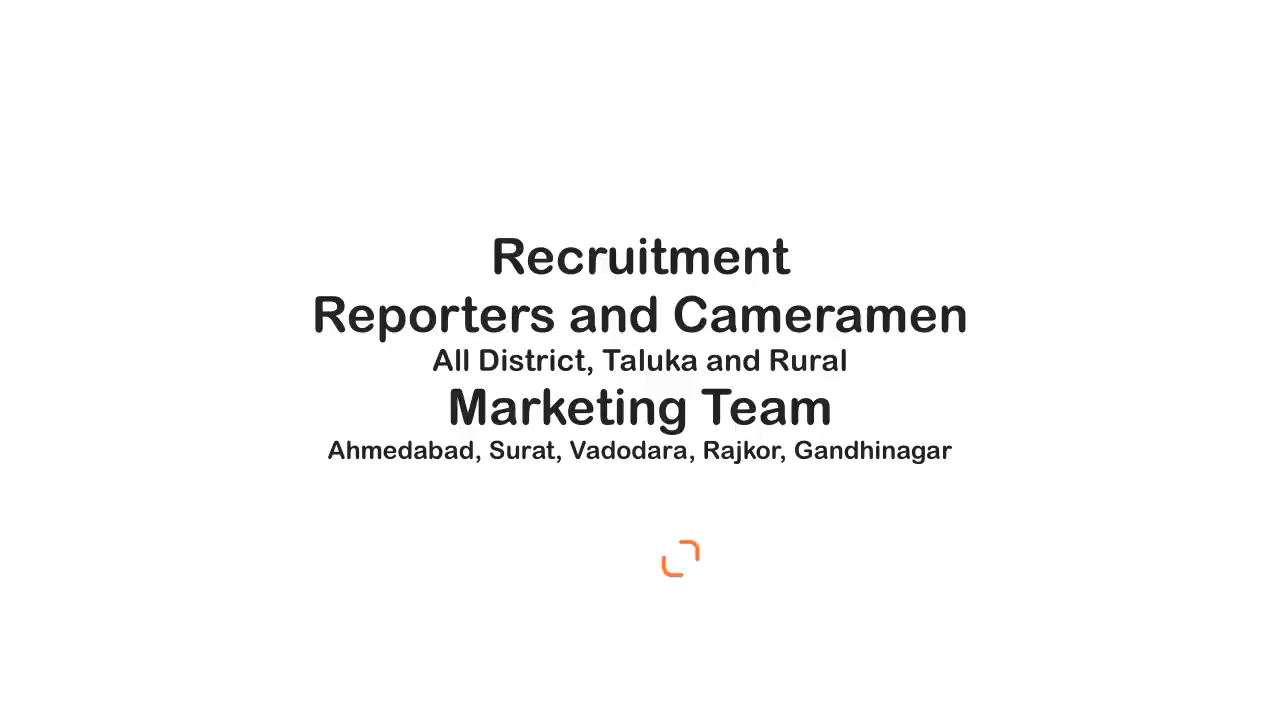 Recruitment
Reporters and Cameramen
All District, Taluka and Rural
Marketing Team
Ahmedabad, Surat, Vadodara, Rajkor, Gandhinagar